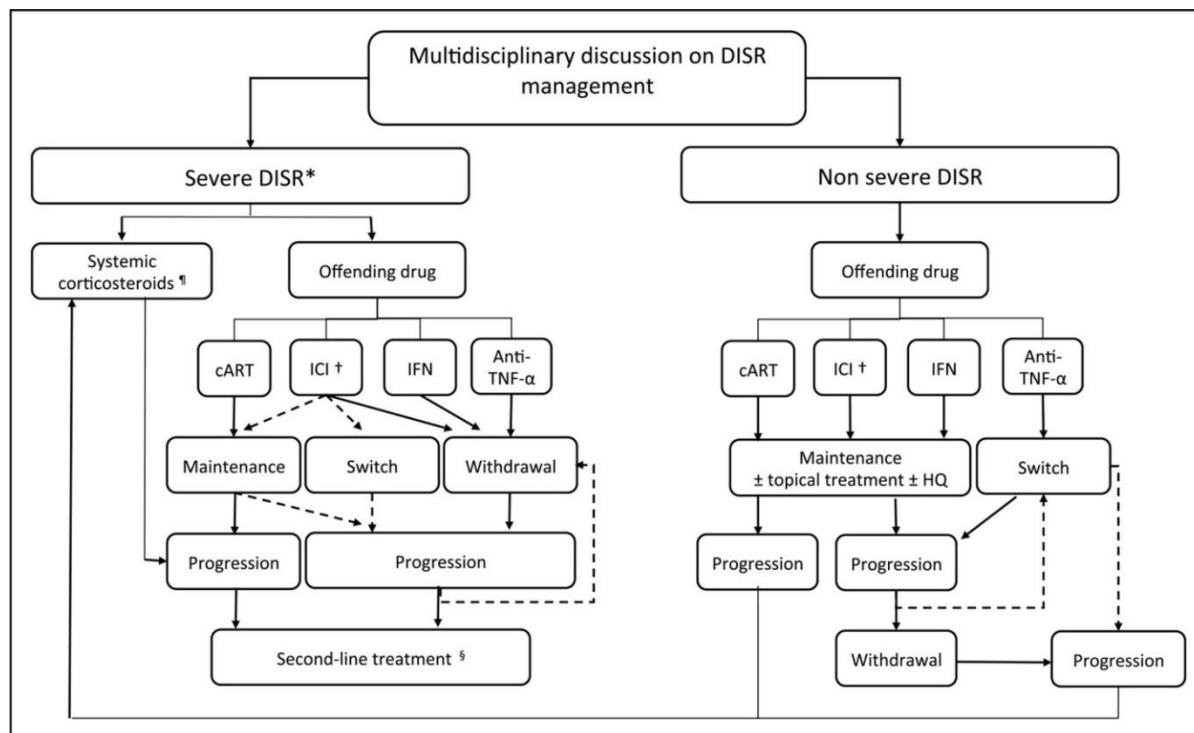 Multidisciplinary discussion on DISR
management
Severe DISR*
Non severe DISR
Systemic
corticosteroids ¶
Offending drug
Offending drug
cART
ICI †
IFN
Anti-
TNF-α
cART
ICI †
IFN
Anti-
TNF-α
Maintenance
Switch
Withdrawal
Maintenance
± topical treatment ± HQ
Switch
Progression
Progression
Progression
Progression
Second-line treatment §
Withdrawal
Progression